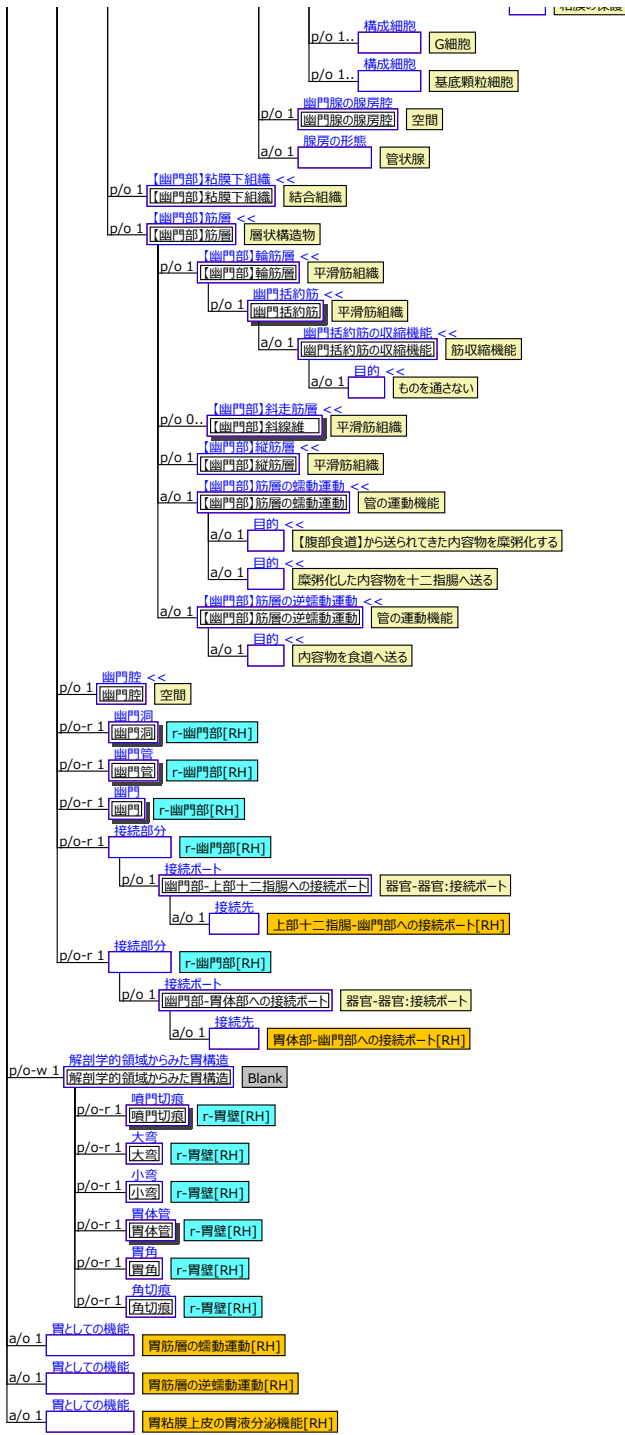 構成細胞
p/o 1..
G細胞
構成細胞
p/o 1..
基底顆粒細胞
幽門腺の腺房腔
p/o 1
幽門腺の腺房腔
空間
腺房の形態
a/o 1
管状腺
【幽門部】粘膜下組織 <<
p/o 1
【幽門部】粘膜下組織
結合組織
【幽門部】筋層 <<
p/o 1
【幽門部】筋層
層状構造物
【幽門部】輪筋層 <<
p/o 1
【幽門部】輪筋層
平滑筋組織
幽門括約筋 <<
p/o 1
幽門括約筋
平滑筋組織
幽門括約筋の収縮機能 <<
a/o 1
幽門括約筋の収縮機能
筋収縮機能
目的 <<
a/o 1
ものを通さない
【幽門部】斜走筋層 <<
p/o 0..
【幽門部】斜線維
平滑筋組織
【幽門部】縦筋層 <<
p/o 1
【幽門部】縦筋層
平滑筋組織
【幽門部】筋層の蠕動運動 <<
a/o 1
【幽門部】筋層の蠕動運動
管の運動機能
目的 <<
a/o 1
【腹部食道】から送られてきた内容物を糜粥化する
目的 <<
a/o 1
糜粥化した内容物を十二指腸へ送る
【幽門部】筋層の逆蠕動運動 <<
a/o 1
【幽門部】筋層の逆蠕動運動
管の運動機能
目的 <<
a/o 1
内容物を食道へ送る
幽門腔 <<
p/o 1
幽門腔
空間
幽門洞
p/o-r 1
幽門洞
r-幽門部[RH]
幽門管
p/o-r 1
幽門管
r-幽門部[RH]
幽門
p/o-r 1
幽門
r-幽門部[RH]
接続部分
p/o-r 1
r-幽門部[RH]
接続ポート
p/o 1
幽門部-上部十二指腸への接続ポート
器官-器官:接続ポート
接続先
a/o 1
上部十二指腸-幽門部への接続ポート[RH]
接続部分
p/o-r 1
r-幽門部[RH]
接続ポート
p/o 1
幽門部-胃体部への接続ポート
器官-器官:接続ポート
接続先
a/o 1
胃体部-幽門部への接続ポート[RH]
解剖学的領域からみた胃構造
p/o-w 1
解剖学的領域からみた胃構造
Blank
噴門切痕
p/o-r 1
噴門切痕
r-胃壁[RH]
大弯
p/o-r 1
大弯
r-胃壁[RH]
小弯
p/o-r 1
小弯
r-胃壁[RH]
胃体管
p/o-r 1
胃体管
r-胃壁[RH]
胃角
p/o-r 1
胃角
r-胃壁[RH]
角切痕
p/o-r 1
角切痕
r-胃壁[RH]
胃としての機能
a/o 1
胃筋層の蠕動運動[RH]
胃としての機能
a/o 1
胃筋層の逆蠕動運動[RH]
胃としての機能
a/o 1
胃粘膜上皮の胃液分泌機能[RH]